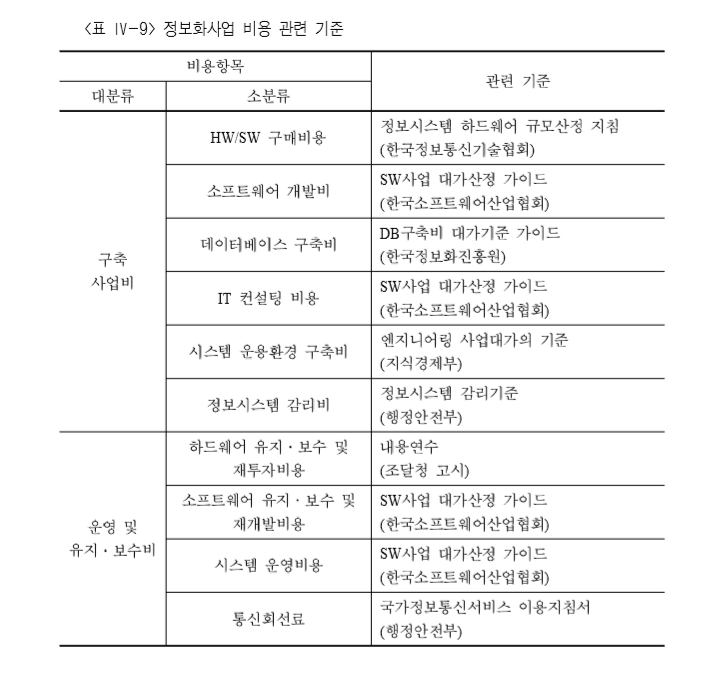 〈표 Ⅳ-9〉 정보화사업 비용 관련 기준
비용항목
관련 기준
대분류
소분류
구축
사업비
HW/SW 구매비용
정보시스템 하드웨어 규모산정 지침
(한국정보통신기술협회)
소프트웨어 개발비
SW사업 대가산정 가이드
(한국소프트웨어산업협회)
데이터베이스 구축비
DB구축비 대가기준 가이드
(한국정보화진흥원)
IT 컨설팅 비용
SW사업 대가산정 가이드
(한국소프트웨어산업협회)
시스템 운용환경 구축비
엔지니어링 사업대가의 기준
(지식경제부)
정보시스템 감리비
정보시스템 감리기준
(행정안전부)
운영 및
유지·보수비
하드웨어 유지·보수 및
재투자비용
내용연수
(조달청 고시)
소프트웨어 유지·보수 및
재개발비용
SW사업 대가산정 가이드
(한국소프트웨어산업협회)
시스템 운영비용
SW사업 대가산정 가이드
(한국소프트웨어산업협회)
통신회선료
국가정보통신서비스 이용지침서
(행정안전부)